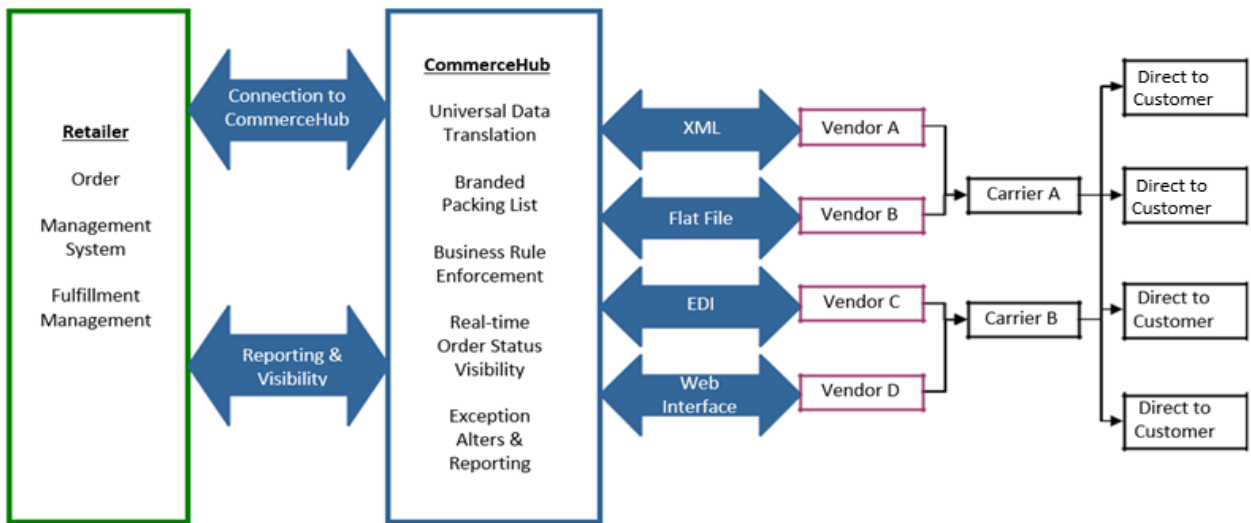 Retailer
Order
Management
System
Fulfillment
Management
Connection to
CommerceHub
Reporting &
Visibility
CommerceHub
Universal Data
Translation
Branded
Packing List
Business Rule
Enforcement
Real-time
Order Status
Visibility
Exception
Alters &
Reporting
XML
Flat File
EDI
Web
Interface
Vendor A
Vendor B
Vendor C
Vendor D
Carrier A
Carrier B
Direct to
Customer
Direct to
Customer
Direct to
Customer
Direct to
Customer